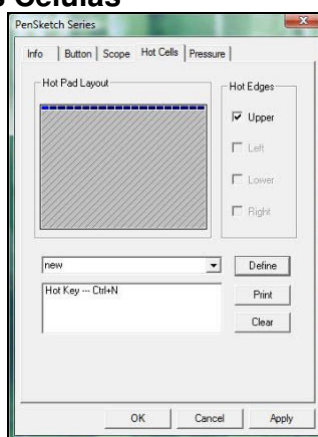 s Células
PenSketch Series
Info Button Scope Hot Cells Pressure
Hot Pad Layout
Hot Edges
Upper
Left
Lower
Right
new
Define
Hot Key --- Ctrl+N
Print
Clear
OK Cancel Apply